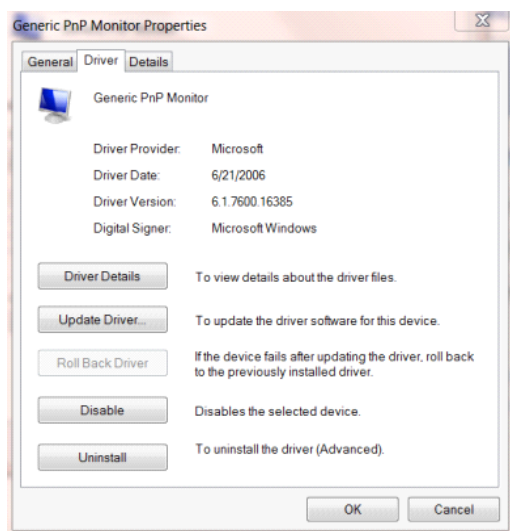 Generic PnP Monitor Properties
General Driver Details
Generic PnP Monitor
Driver Provider: Microsoft
Driver Date: 6/21/2006
Driver Version: 6.1.7600.16385
Digital Signer: Microsoft Windows
Driver Details To view details about the driver files.
Update Driver... To update the driver software for this device.
Roll Back Driver If the device fails after updating the driver, roll back
to the previously installed driver.
Disable Disables the selected device.
Uninstall To uninstall the driver (Advanced).
OK Cancel